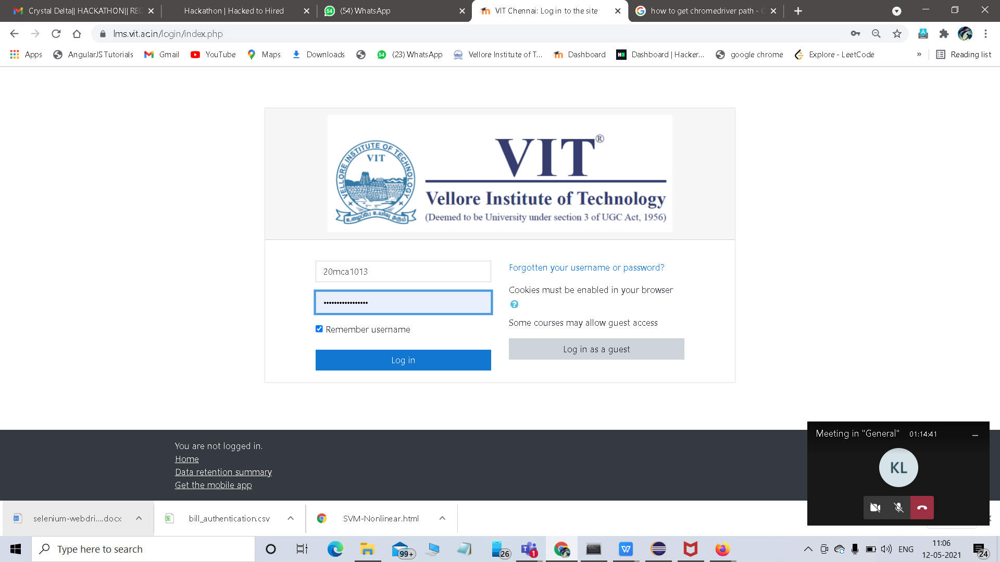 Crystal Delta|| HACKATHON|| REG
Hackathon | Hacked to Hired
(54) WhatsApp
VIT Chennai: Log in to the site
how to get chromedriver path - G
lms.vit.ac.in/login/index.php
Apps
AngularJS Tutorials
Gmail
YouTube
Maps
Downloads
54
(23) WhatsApp
Vellore Institute of T...
Dashboard
Dashboard | Hacker...
google chrome
Explore - LeetCode
»
Reading list
VELLORE INSTITUTE OF TECHNOLOGY
VIT
உழைப்பே உயர்வு தரும்
VIT®
Vellore Institute of Technology
(Deemed to be University under section 3 of UGC Act, 1956)
20mca1013
Forgotten your username or password?
Cookies must be enabled in your browser
Remember username
Some courses may allow guest access
Log in as a guest
Log in
Meeting in "General" 01:14:41
KL
You are not logged in.
Home
Data retention summary
Get the mobile app
selenium-webdri....docx
bill_authentication.csv
SVM-Nonlinear.html
Type here to search
99+
26
1
ENG
11:06
12-05-2021
24